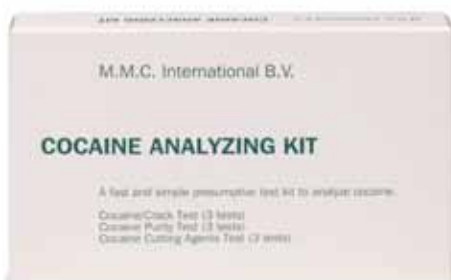 M.M.C. International B.V.
COCAINE ANALYZING KIT
A fast and simple presumptive test kit to analyze cocaine.
Cocaine/Crack Test (3 tests)
Cocaine Purity Test (3 tests)
Cocaine Cutting Agents Test (3 tests)